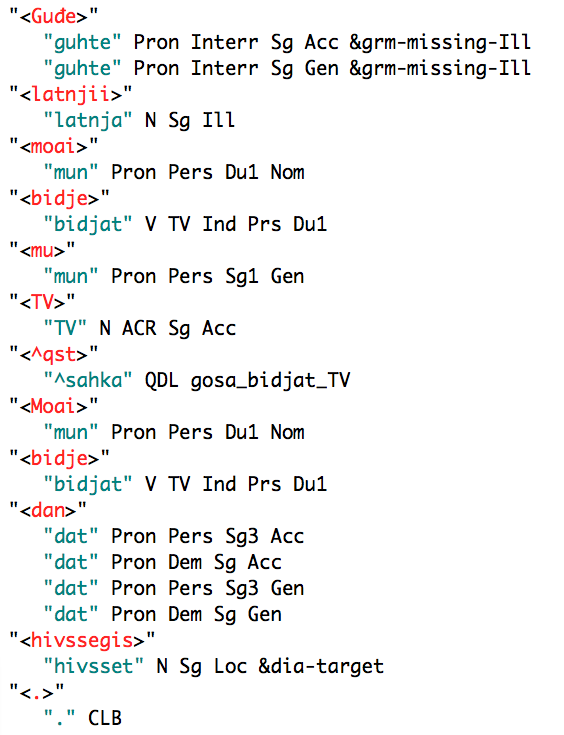 "<Guđe>"
"guhte" Pron Interr Sg Acc &grm-missing-Ill
"guhte" Pron Interr Sg Gen &grm-missing-Ill
"<latnjii>"
"latnja" N Sg Ill
"<moai>"
"mun" Pron Pers Du1 Nom
"<bidje>"
"bidjat" V TV Ind Prs Du1
"<mu>"
"mun" Pron Pers Sg1 Gen
"<TV>"
"TV" N ACR Sg Acc
"<^qst>"
"^sahka" QDL gosa_bidjat_TV
"<Moai>"
"mun" Pron Pers Du1 Nom
"<bidje>"
"bidjat" V TV Ind Prs Du1
"<dan>"
"dat" Pron Pers Sg3 Acc
"dat" Pron Dem Sg Acc
"dat" Pron Pers Sg3 Gen
"dat" Pron Dem Sg Gen
"<hivssegis>"
"hivsset" N Sg Loc &dia-target
"<.>"
"." CLB